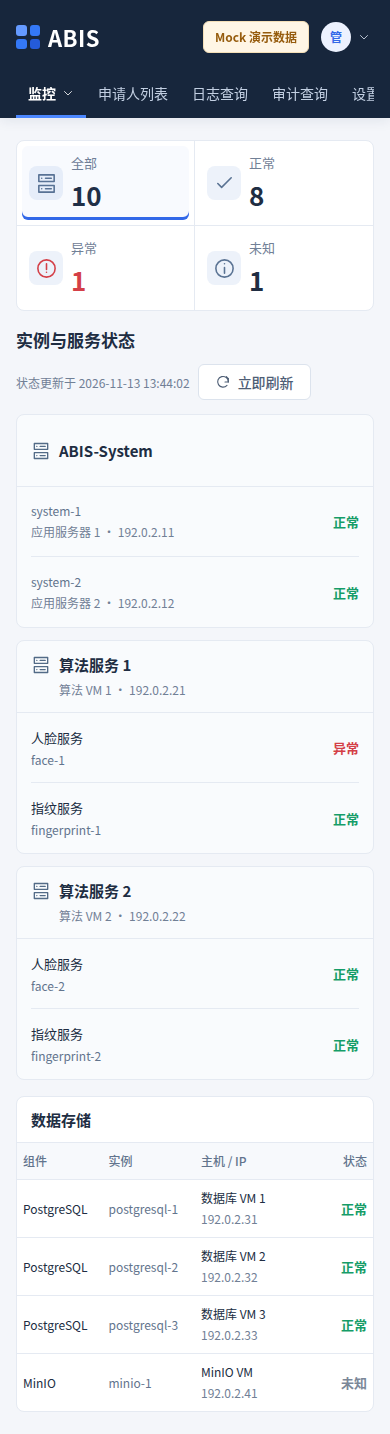 ABIS
Mock 演示数据
管
监控
申请人列表
日志查询
审计查询
设置
全部
10
正常
8
异常
1
未知
1
实例与服务状态
状态更新于 2026-11-13 13:44:02
立即刷新
ABIS-System
system-1
应用服务器 1 • 192.0.2.11
正常
system-2
应用服务器 2 • 192.0.2.12
正常
算法服务 1
算法 VM 1 • 192.0.2.21
人脸服务
face-1
异常
指纹服务
fingerprint-1
正常
算法服务 2
算法 VM 2 • 192.0.2.22
人脸服务
face-2
正常
指纹服务
fingerprint-2
正常
数据存储
组件 实例 主机 / IP 状态
PostgreSQL postgresql-1 数据库 VM 1 192.0.2.31 正常
PostgreSQL postgresql-2 数据库 VM 2 192.0.2.32 正常
PostgreSQL postgresql-3 数据库 VM 3 192.0.2.33 正常
MinIO minio-1 MinIO VM 192.0.2.41 未知